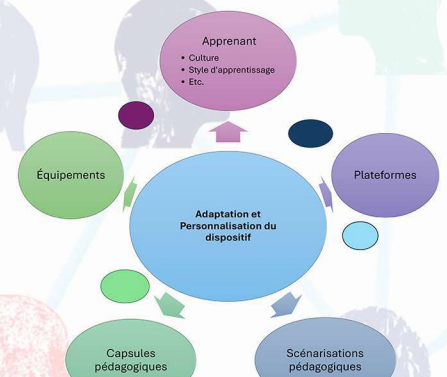 Apprenant
• Culture
• Style d'apprentissage
• Etc.
Équipements
Plateformes
Adaptation et
Personnalisation du
dispositif
Capsules
pédagogiques
Scénarisations
pédagogiques